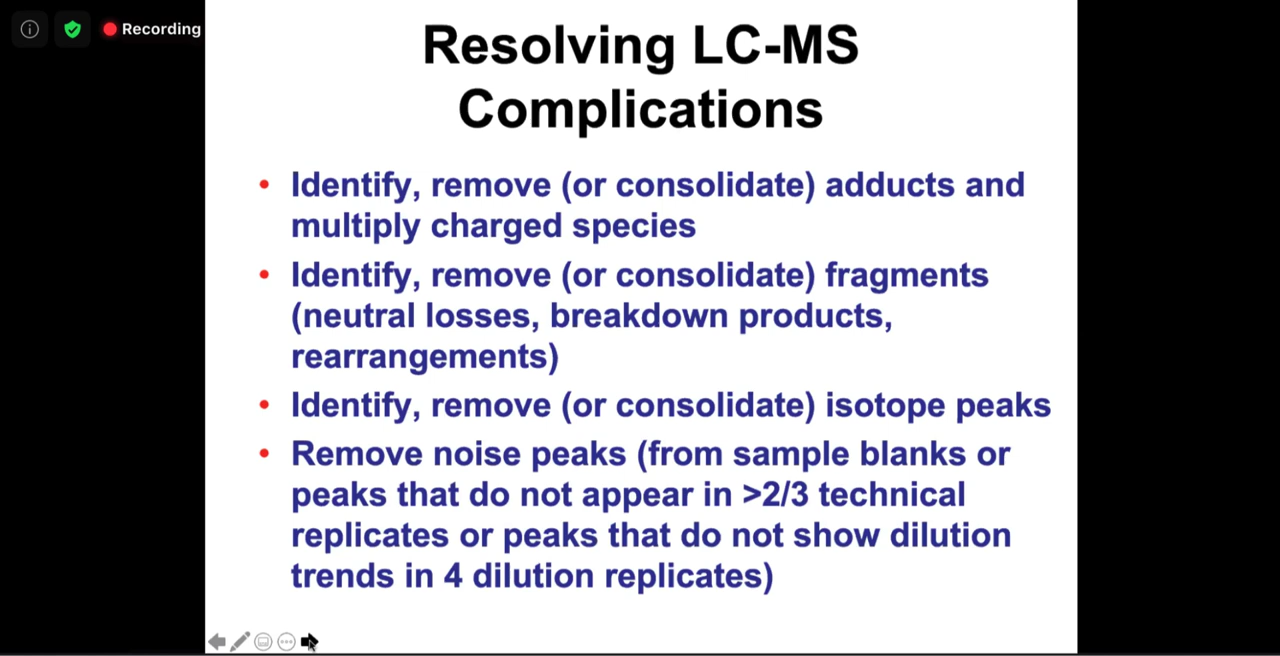 Recording
Resolving LC-MS
Complications
• Identify, remove (or consolidate) adducts and
multiply charged species
• Identify, remove (or consolidate) fragments
(neutral losses, breakdown products,
rearrangements)
• Identify, remove (or consolidate) isotope peaks
• Remove noise peaks (from sample blanks or
peaks that do not appear in >2/3 technical
replicates or peaks that do not show dilution
trends in 4 dilution replicates)